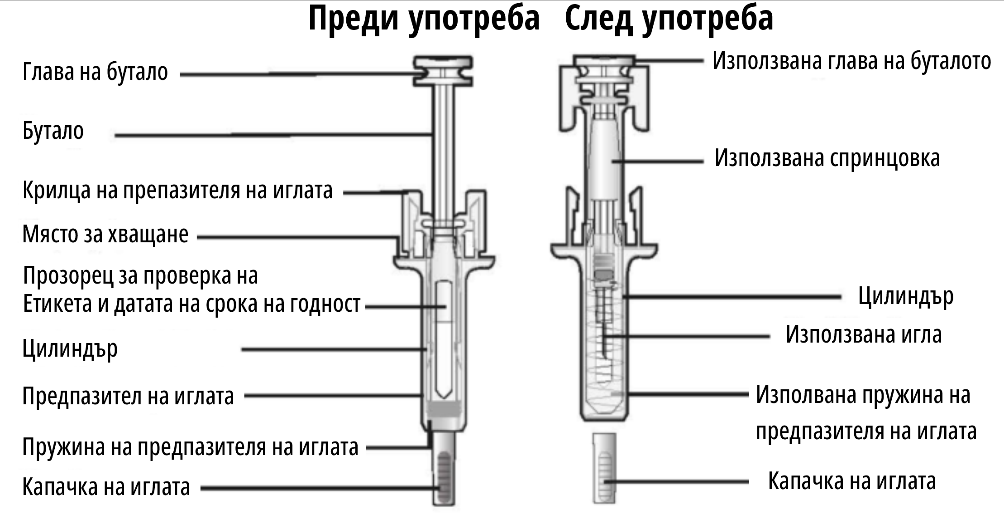 Преди употреба
След употреба
Глава на бутало
Бутало
Крилца на препазителя на иглата
Място за хващане
Прозорец за проверка на
Етикета и датата на срока на годност
Цилиндър
Предпазител на иглата
Пружина на предпазителя на иглата
Капачка на иглата
Използвана глава на буталото
Използвана спринцовка
Цилиндър
Използвана игла
Изполвана пружина на
предпазителя на иглата
Капачка на иглата